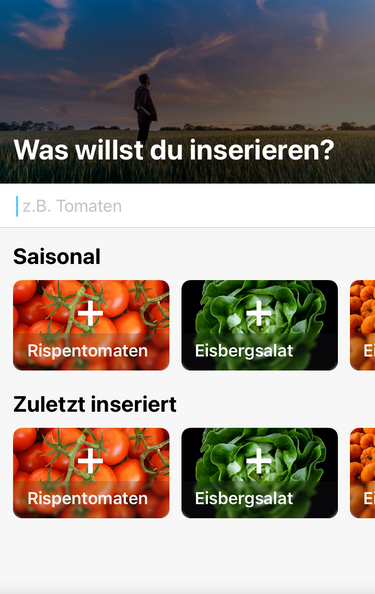 Was willst du inserieren?
z.B. Tomaten
Saisonal
Rispentomaten
Eisbergsalat
Ei
Zuletzt inseriert
Rispentomaten
Eisbergsalat
Ei